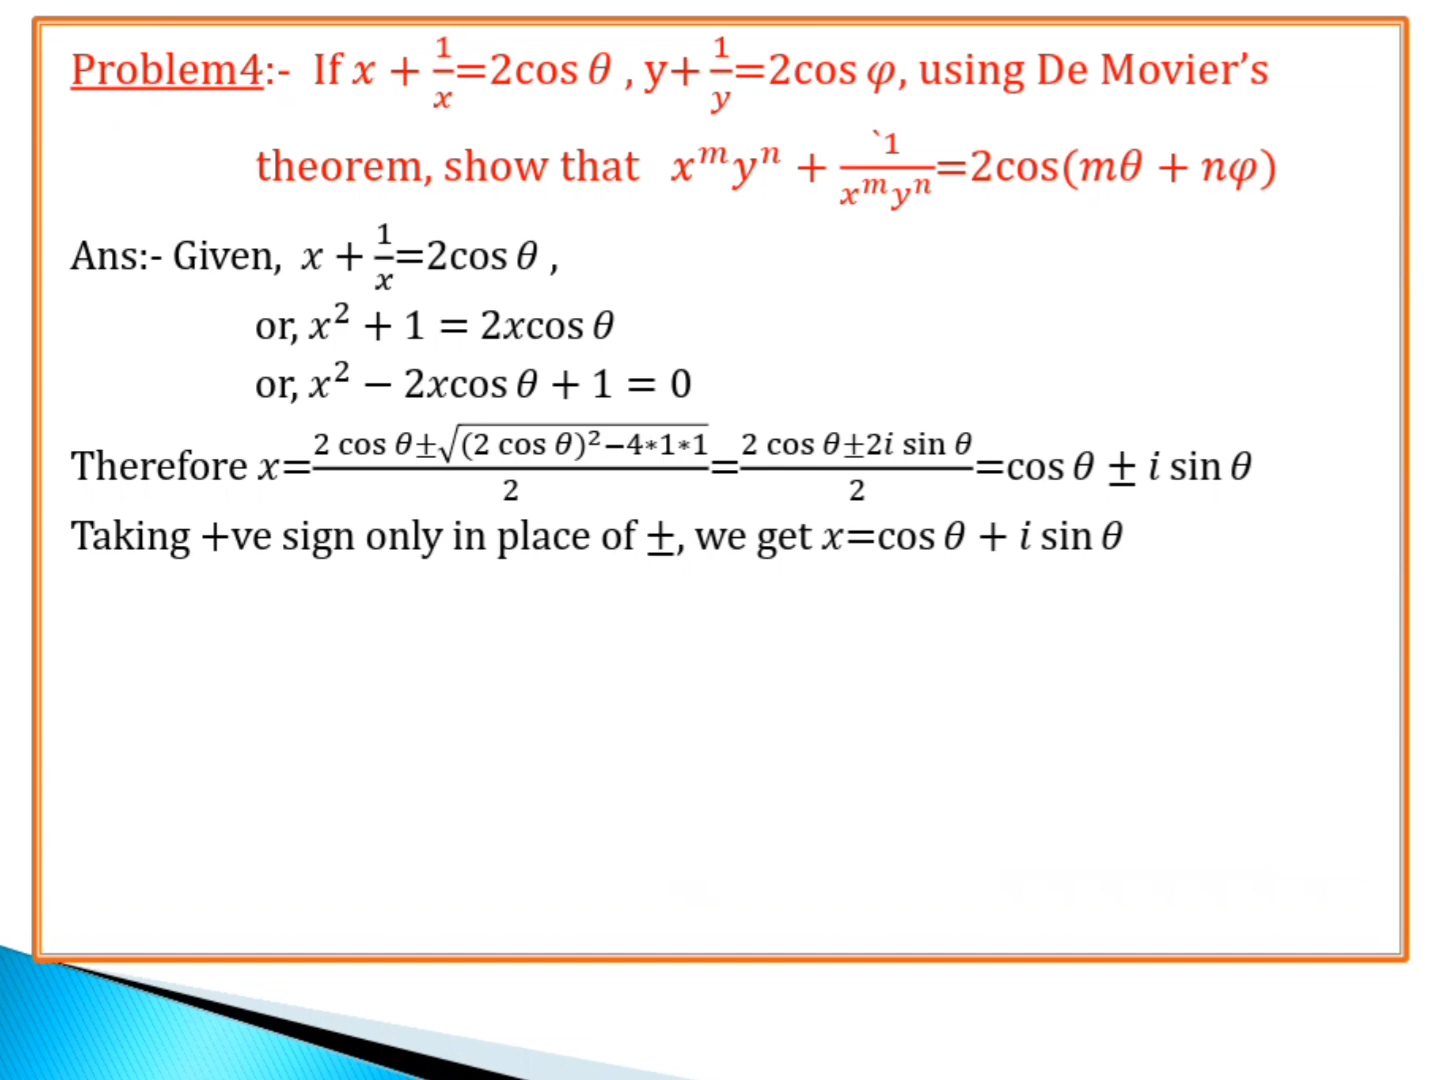 Problem4:- If x + 1/x=2cos θ , y+ 1/y=2cos φ, using De Movier’s
theorem, show that x^m y^n + `1/(x^m y^n)=2cos(mθ + nφ)
Ans:- Given, x + 1/x=2cos θ ,
or, x² + 1 = 2xcos θ
or, x² − 2xcos θ + 1 = 0
Therefore x=(2 cos θ±√((2 cos θ)²−4*1*1))/2=(2 cos θ±2i sin θ)/2=cos θ ± i sin θ
Taking +ve sign only in place of ±, we get x=cos θ + i sin θ